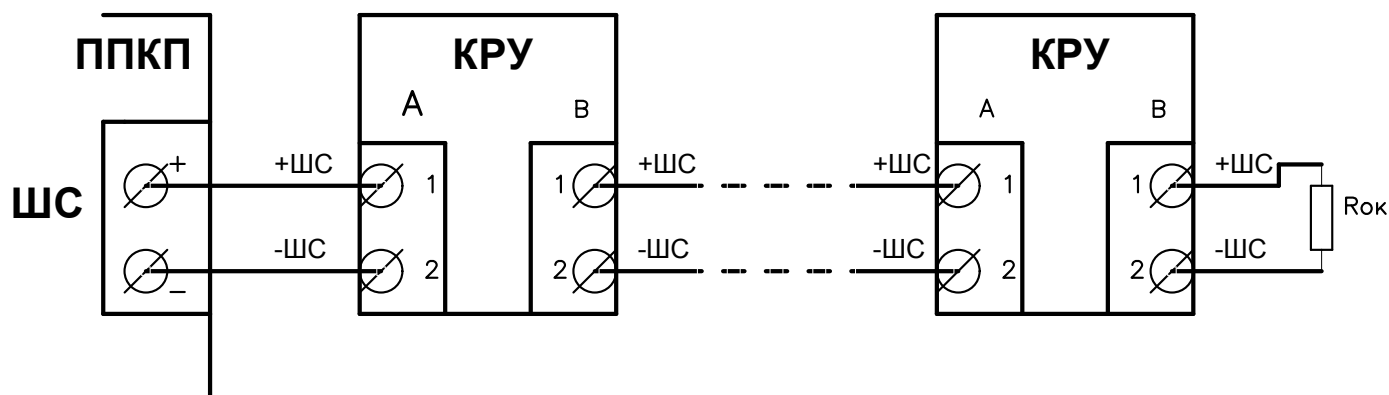 ППКП КРУ КРУ
A B A B
+ +ШС 1 1 +ШС +ШС 1 1 +ШС
ШС Rок
-ШС 2 2 -ШС -ШС 2 2 -ШС
–